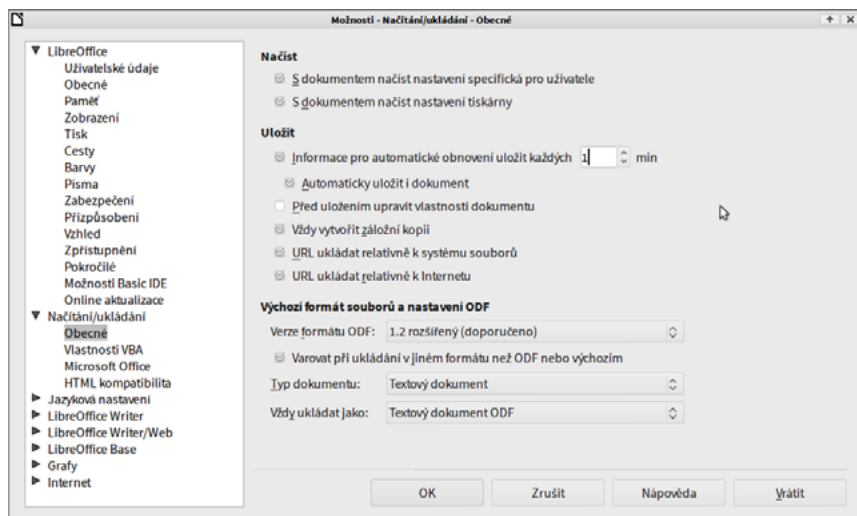 Možnosti - Načítání/ukládání - Obecné
LibreOffice
Uživatelské údaje
Obecné
Paměť
Zobrazení
Tisk
Cesty
Barvy
Písma
Zabezpečení
Přizpůsobení
Vzhled
Zpřístupnění
Pokročilé
Možnosti Basic IDE
Online aktualizace
Načítání/ukládání
Obecné
Vlastnosti VBA
Microsoft Office
HTML kompatibilita
Jazyková nastavení
LibreOffice Writer
LibreOffice Writer/Web
LibreOffice Base
Grafy
Internet
Načíst
S dokumentem načíst nastavení specifická pro uživatele
S dokumentem načíst nastavení tiskárny
Uložit
Informace pro automatické obnovení uložit každých 1 min
Automaticky uložit i dokument
Před uložením upravit vlastnosti dokumentu
Vždy vytvořit záložní kopii
URL ukládat relativně k systému souborů
URL ukládat relativně k Internetu
Výchozí formát souborů a nastavení ODF
Verze formátu ODF: 1.2 rozšířený (doporučeno)
Varovat při ukládání v jiném formátu než ODF nebo výchozím
Typ dokumentu: Textový dokument
Vždy ukládat jako: Textový dokument ODF
OK Zrušit Nápověda Vrátit